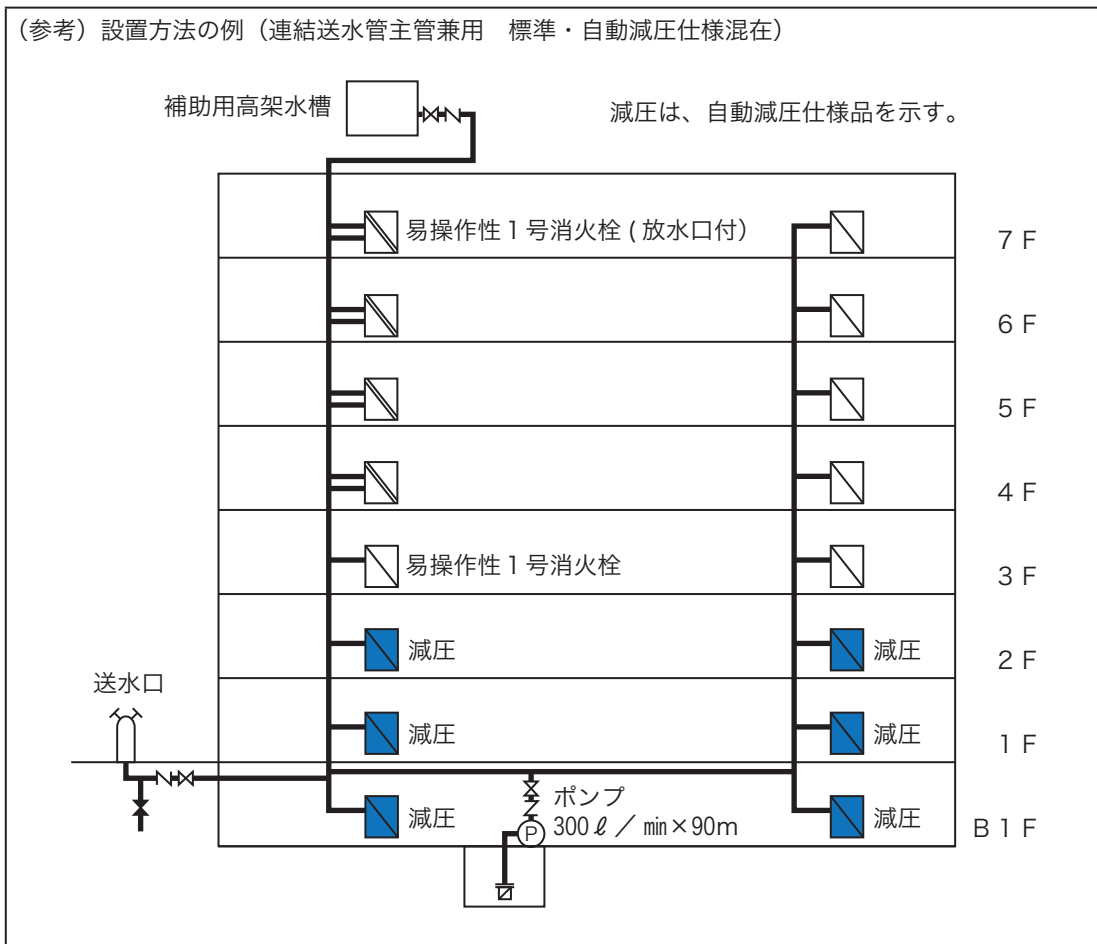 (参考)設置方法の例(連結送水管主管兼用　標準・自動減圧仕様混在)
補助用高架水槽
減圧は、自動減圧仕様品を示す。
易操作性1号消火栓(放水口付)
7F
6F
5F
4F
易操作性1号消火栓
3F
減圧
減圧
2F
送水口
減圧
減圧
1F
ポンプ
300ℓ/min×90m
P
減圧
減圧
B1F